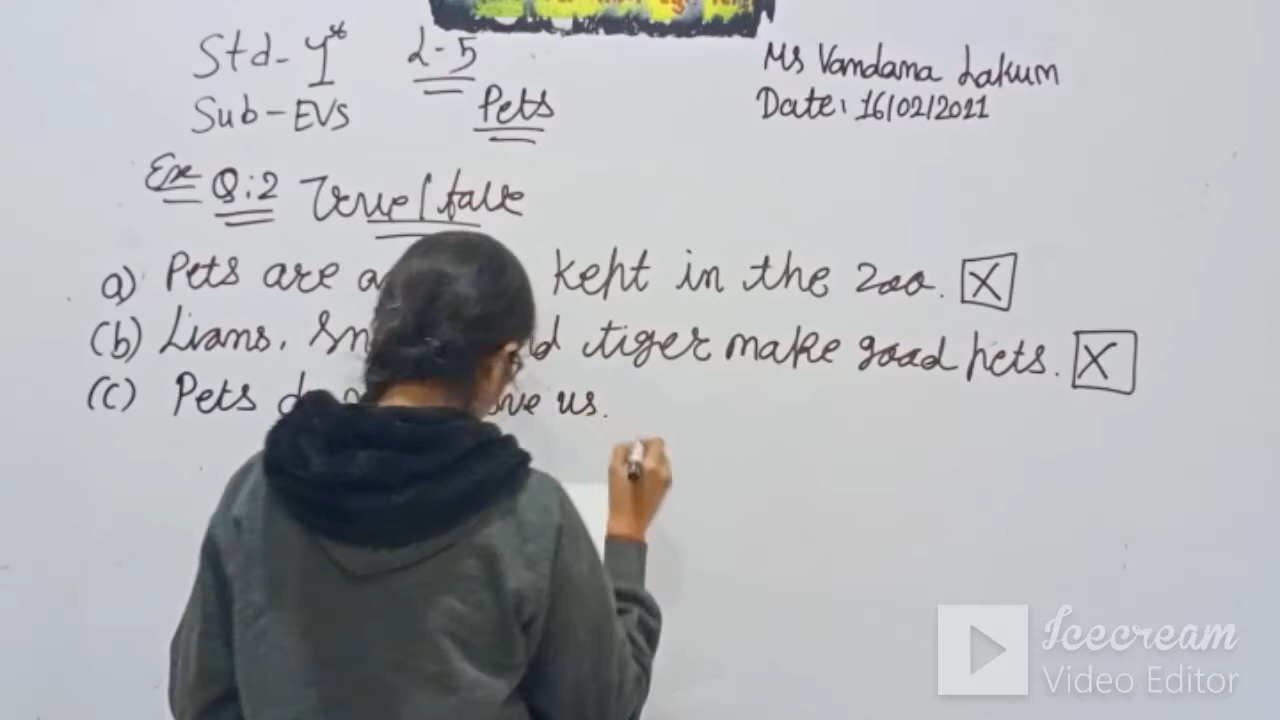 Std- 1st L-5 Ms Vandana Lakum
Sub-EVS Pets Date: 16/02/2021
Ex Q:2 True/false
a) Pets are kept in the zoo. X
(b) Lions, tiger make good pets. X
(c) Pets us.
Icecream
Video Editor